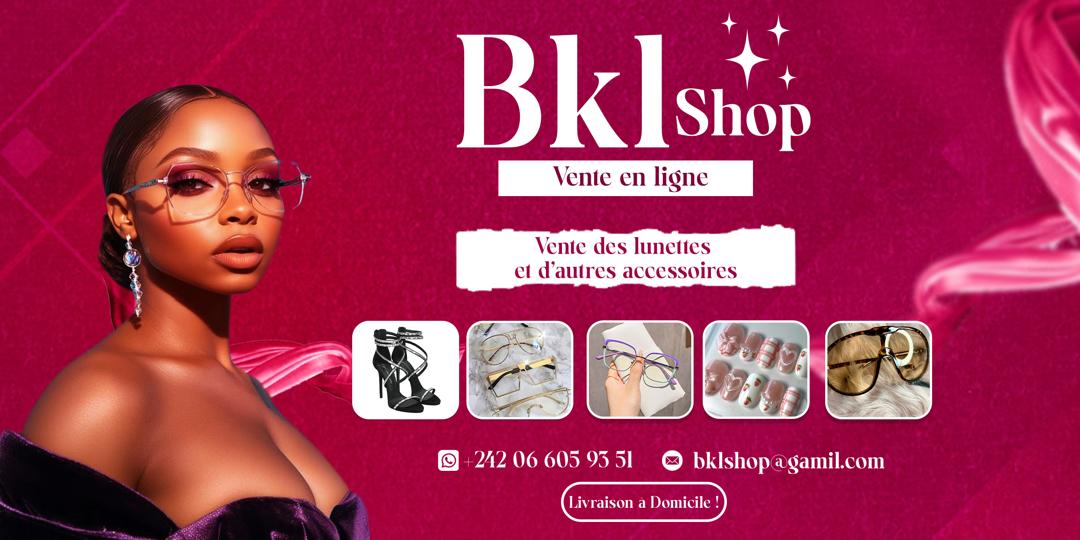 Bkl Shop
Vente en ligne
Vente des lunettes
et d'autres accessoires
+242 06 605 93 51
bklshop@gamil.com
Livraison a Domicile !